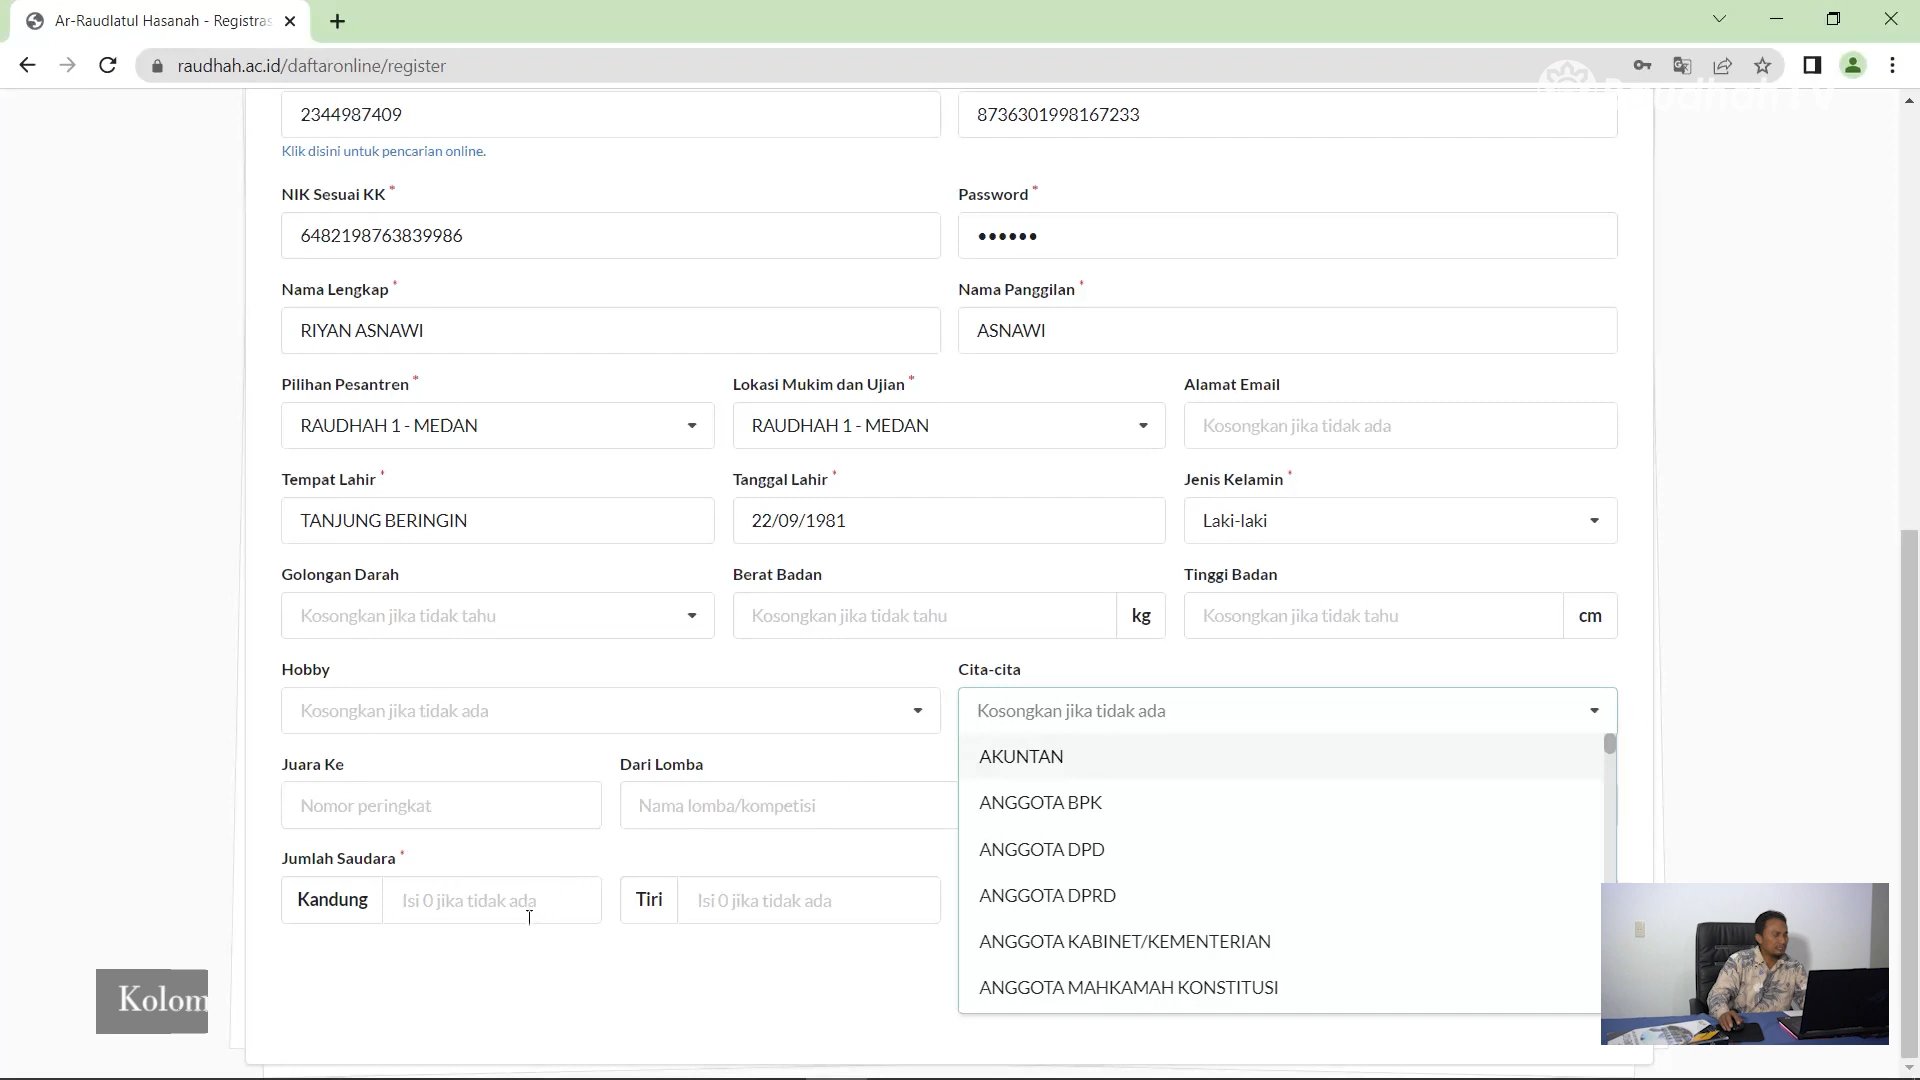 Ar-Raudlatul Hasanah - Registras
raudhah.ac.id/daftaronline/register
2344987409
8736301998167233
Klik disini untuk pencarian online.
NIK Sesuai KK *
Password *
6482198763839986
••••••
Nama Lengkap *
Nama Panggilan *
RIYAN ASNAWI
ASNAWI
Pilihan Pesantren *
Lokasi Mukim dan Ujian *
Alamat Email
RAUDHAH 1 - MEDAN
RAUDHAH 1 - MEDAN
Kosongkan jika tidak ada
Tempat Lahir *
Tanggal Lahir *
Jenis Kelamin *
TANJUNG BERINGIN
22/09/1981
Laki-laki
Golongan Darah
Berat Badan
Tinggi Badan
Kosongkan jika tidak tahu
Kosongkan jika tidak tahu
kg
Kosongkan jika tidak tahu
cm
Hobby
Cita-cita
Kosongkan jika tidak ada
Kosongkan jika tidak ada
AKUNTAN
ANGGOTA BPK
ANGGOTA DPD
ANGGOTA DPRD
ANGGOTA KABINET/KEMENTERIAN
ANGGOTA MAHKAMAH KONSTITUSI
Juara Ke
Dari Lomba
Nomor peringkat
Nama lomba/kompetisi
Jumlah Saudara *
Kandung
Isi 0 jika tidak ada
Tiri
Isi 0 jika tidak ada
Kolom